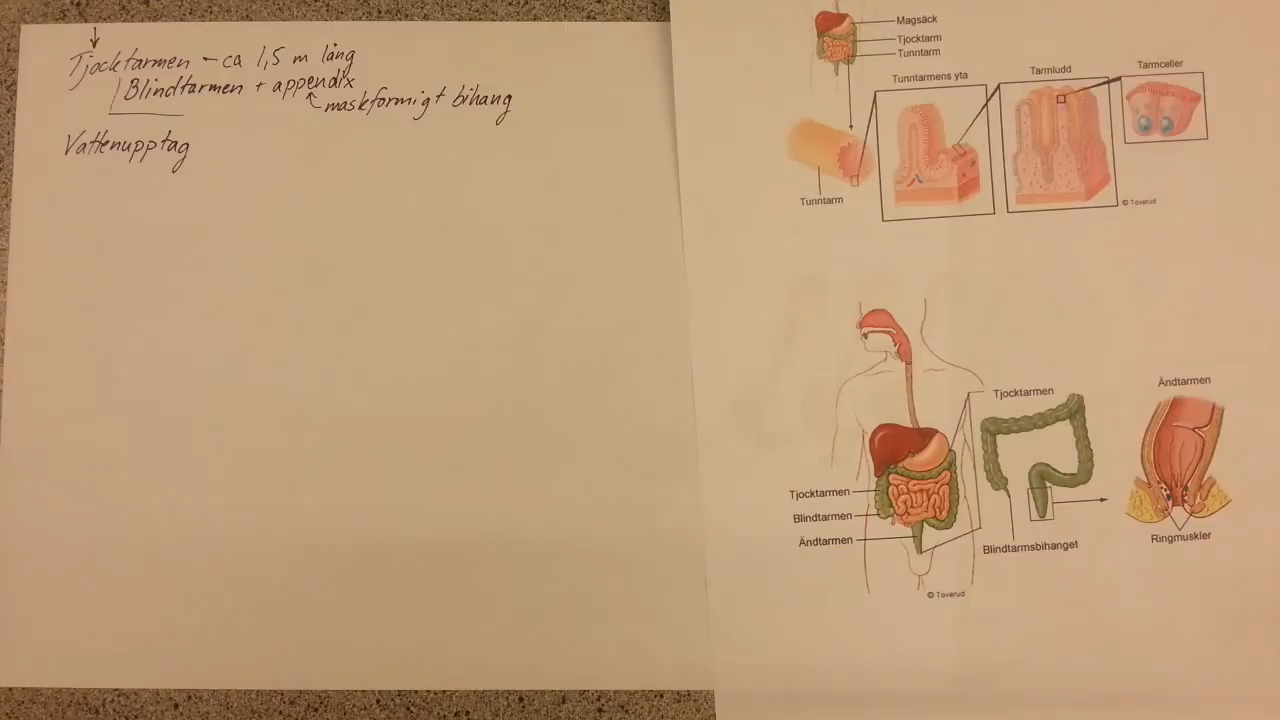 Tjocktarmen - ca 1,5 m lång
Blindtarmen + appendix
maskformigt bihang
Vattenupptag
Magsäck
Tjocktarm
Tunntarm
Tunntarmens yta
Tarmludd
Tarmceller
Tunntarm
© Toverud
Tjocktarmen
Ändtarmen
Tjocktarmen
Blindtarmen
Ändtarmen
Blindtarmsbihanget
Ringmuskler
© Toverud